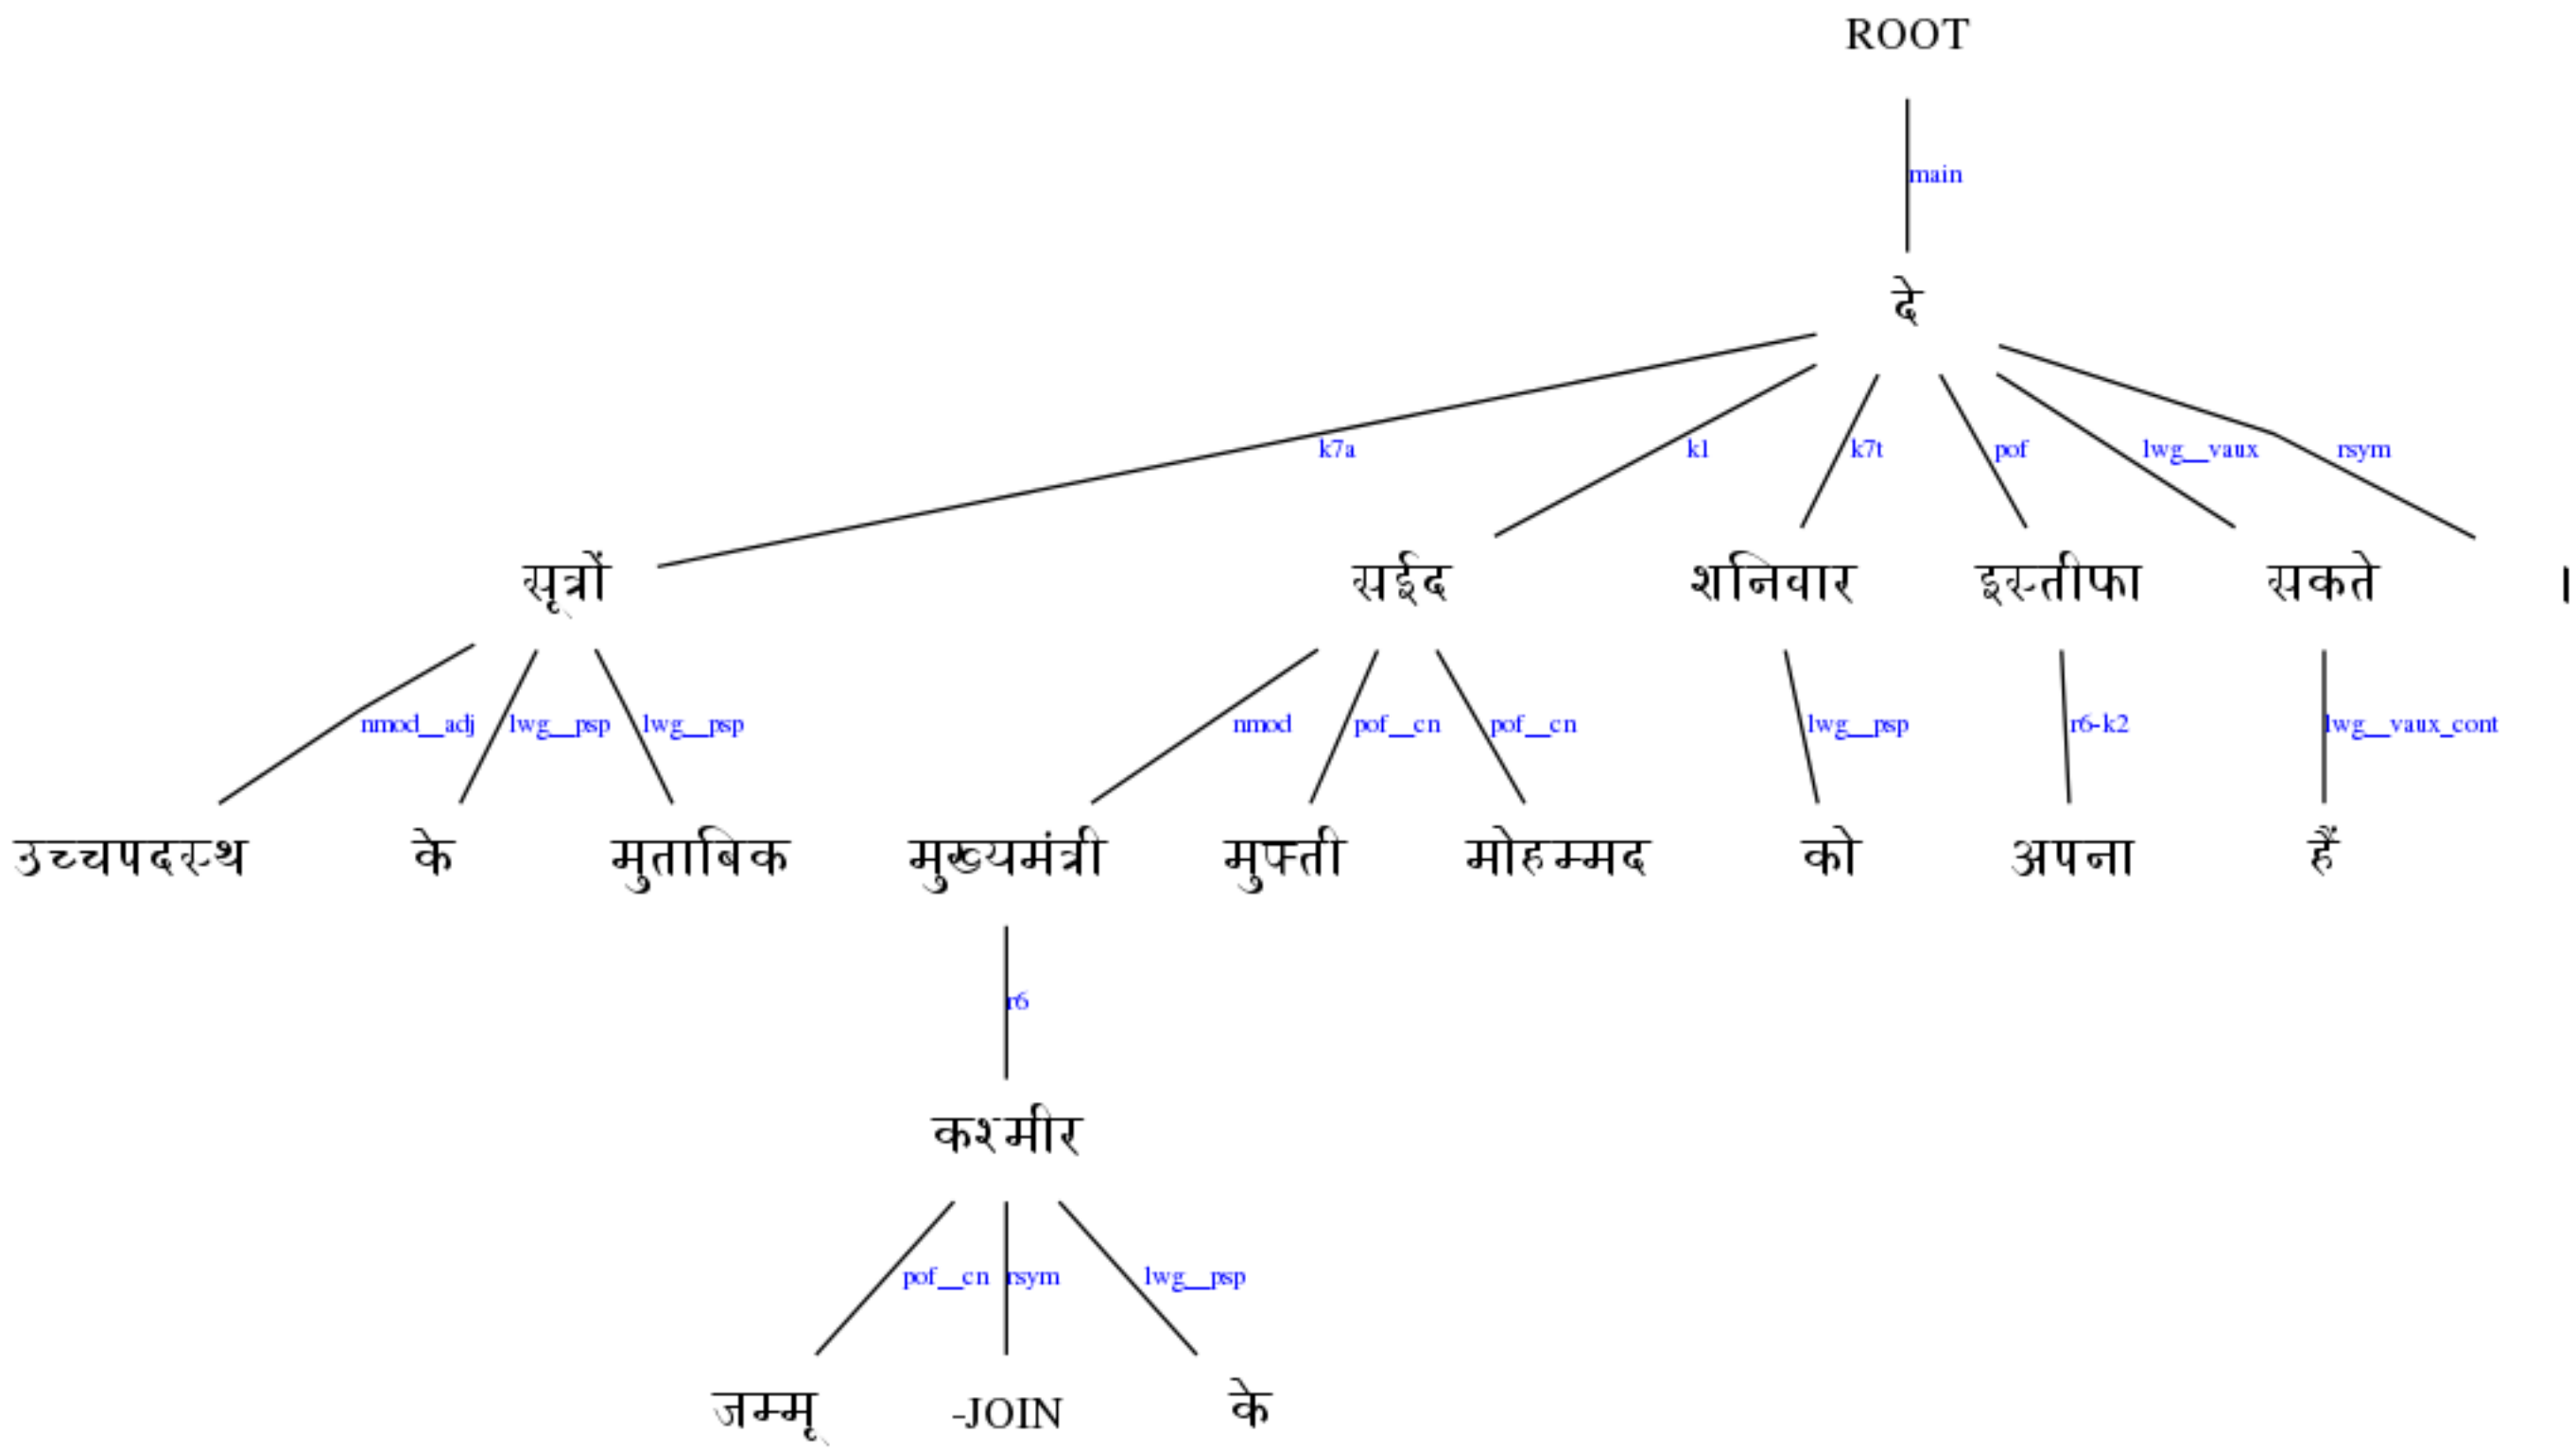 ROOT
main
दे
k7a k1 k7t pof lwg__vaux rsym
सूत्रों सईद शनिवार इस्तीफा सकते ।
nmod__adj lwg__psp lwg__psp nmod pof__cn pof__cn lwg__psp r6-k2 lwg__vaux_cont
उच्चपदस्थ के मुताबिक मुख्यमंत्री मुफ्ती मोहम्मद को अपना हैं
r6
कश्मीर
pof__cn rsym lwg__psp
जम्मू -JOIN के